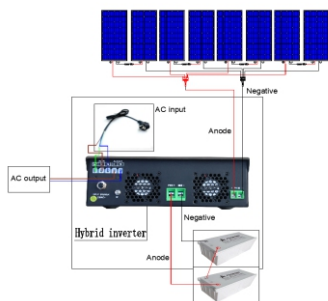 Negative
AC input
Anode
AC output
Negative
Hybrid inverter
Anode